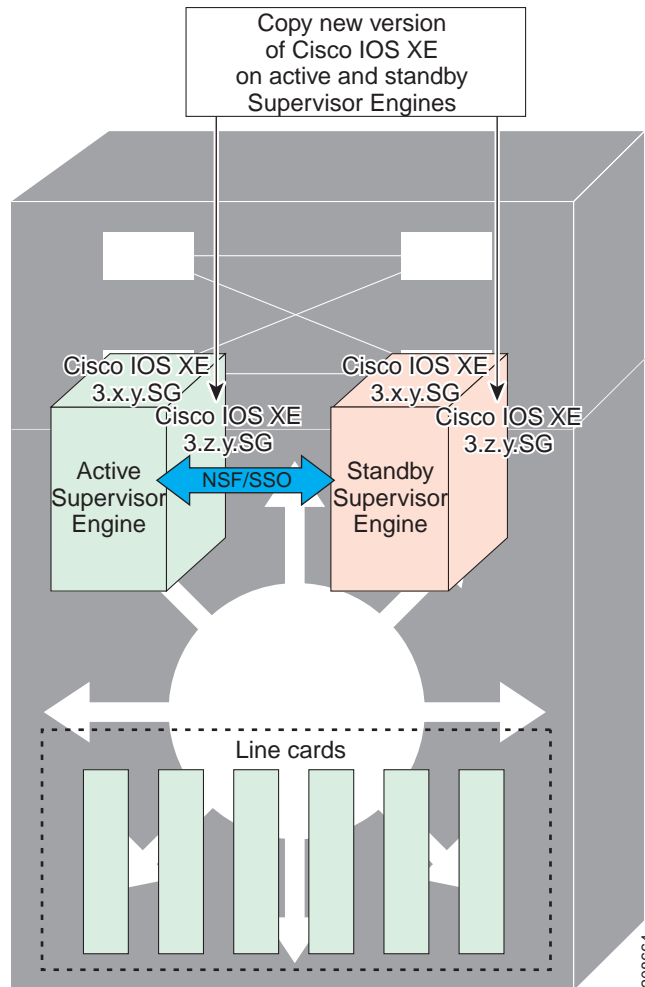 Copy new version
of Cisco IOS XE
on active and standby
Supervisor Engines
Cisco IOS XE
3.x.y.SG
Cisco IOS XE
3.z.y.SG
Cisco IOS XE
3.x.y.SG
Cisco IOS XE
3.z.y.SG
Active
Supervisor
Engine
NSF/SSO
Standby
Supervisor
Engine
Line cards